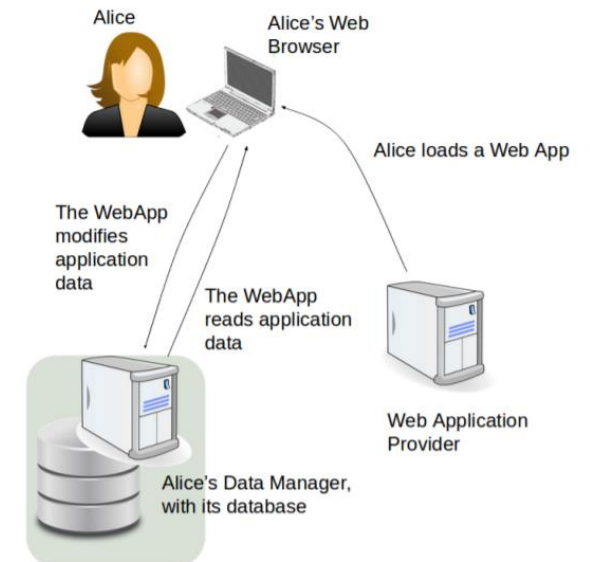 Alice
Alice's Web
Browser
Alice loads a Web App
The WebApp
modifies
application
data
The WebApp
reads application
data
Web Application
Provider
Alice's Data Manager,
with its database